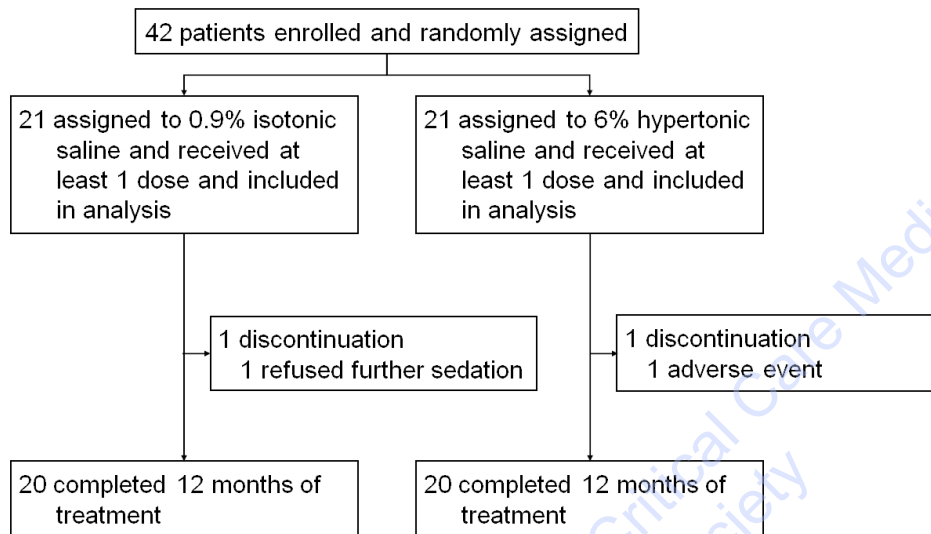 42 patients enrolled and randomly assigned
21 assigned to 0.9% isotonic
saline and received at
least 1 dose and included
in analysis
21 assigned to 6% hypertonic
saline and received at
least 1 dose and included
in analysis
1 discontinuation
1 refused further sedation
1 discontinuation
1 adverse event
20 completed 12 months of
treatment
20 completed 12 months of
treatment
Critical Care